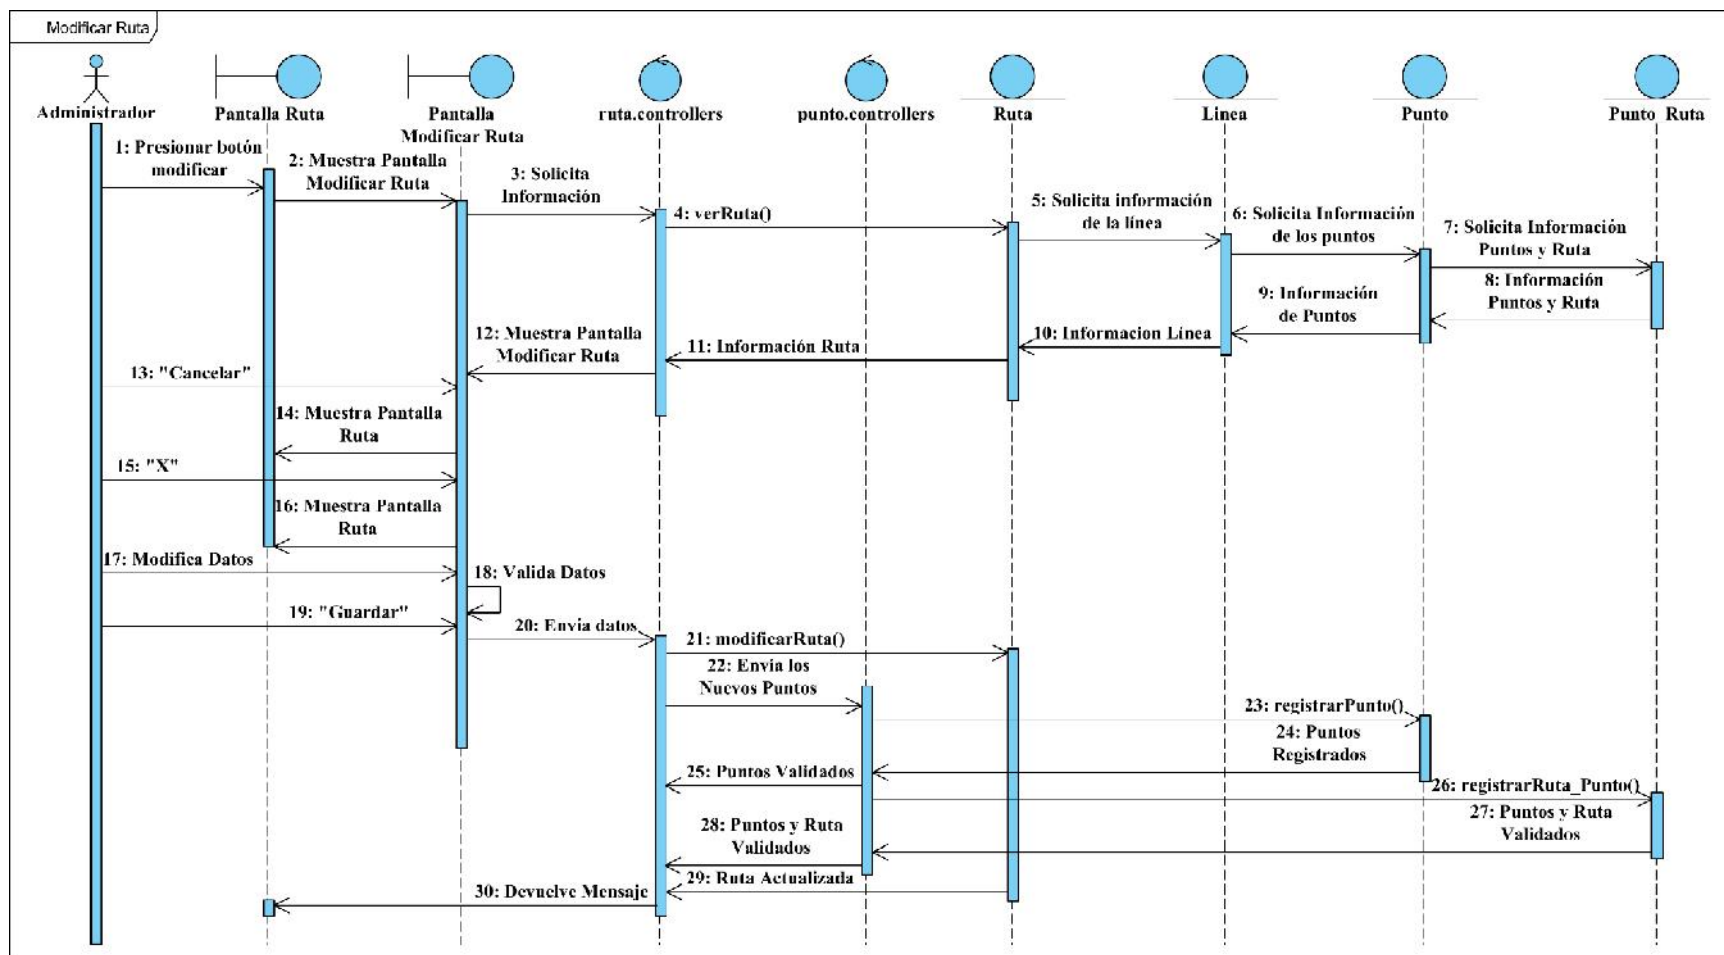 Modificar Ruta
Administrador
Pantalla Ruta
Pantalla
Modificar Ruta
ruta.controllers
punto.controllers
Ruta
Linea
Punto
Punto_Ruta
1: Presionar botón
modificar
2: Muestra Pantalla
Modificar Ruta
3: Solicita
Información
4: verRuta()
5: Solicita información
de la línea
6: Solicita Información
de los puntos
7: Solicita Información
Puntos y Ruta
8: Información
Puntos y Ruta
9: Información
de Puntos
10: Informacion Línea
11: Información Ruta
12: Muestra Pantalla
Modificar Ruta
13: "Cancelar"
14: Muestra Pantalla
Ruta
15: "X"
16: Muestra Pantalla
Ruta
17: Modifica Datos
18: Valida Datos
19: "Guardar"
20: Envia datos
21: modificarRuta()
22: Envia los
Nuevos Puntos
23: registrarPunto()
24: Puntos
Registrados
25: Puntos Validados
26: registrarRuta_Punto()
27: Puntos y Ruta
Validados
28: Puntos y Ruta
Validados
29: Ruta Actualizada
30: Devuelve Mensaje